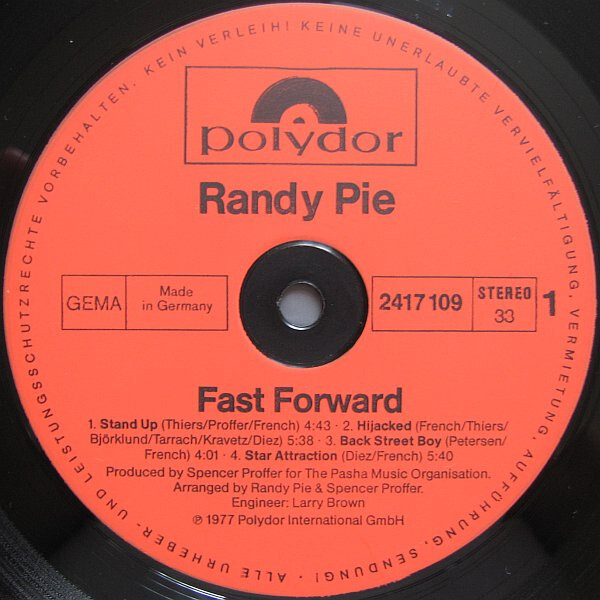 ALLE URHEBER- UND LEISTUNGSSCHUTZRECHTE VORBEHALTEN. KEIN VERLEIH! KEINE UNERLAUBTE VERVIELFÄLTIGUNG, VERMIETUNG, AUFFÜHRUNG, SENDUNG! -
polydor
Randy Pie
GEMA
Made
in Germany
2417 109
STEREO
33
1
Fast Forward
1. Stand Up (Thiers/Proffer/French) 4:43 · 2. Hijacked (French/Thiers/
Björklund/Tarrach/Kravetz/Diez) 5:38 · 3. Back Street Boy (Petersen/
French) 4:01 · 4. Star Attraction (Diez/French) 5:40
Produced by Spencer Proffer for The Pasha Music Organisation.
Arranged by Randy Pie & Spencer Proffer.
Engineer: Larry Brown
℗ 1977 Polydor International GmbH